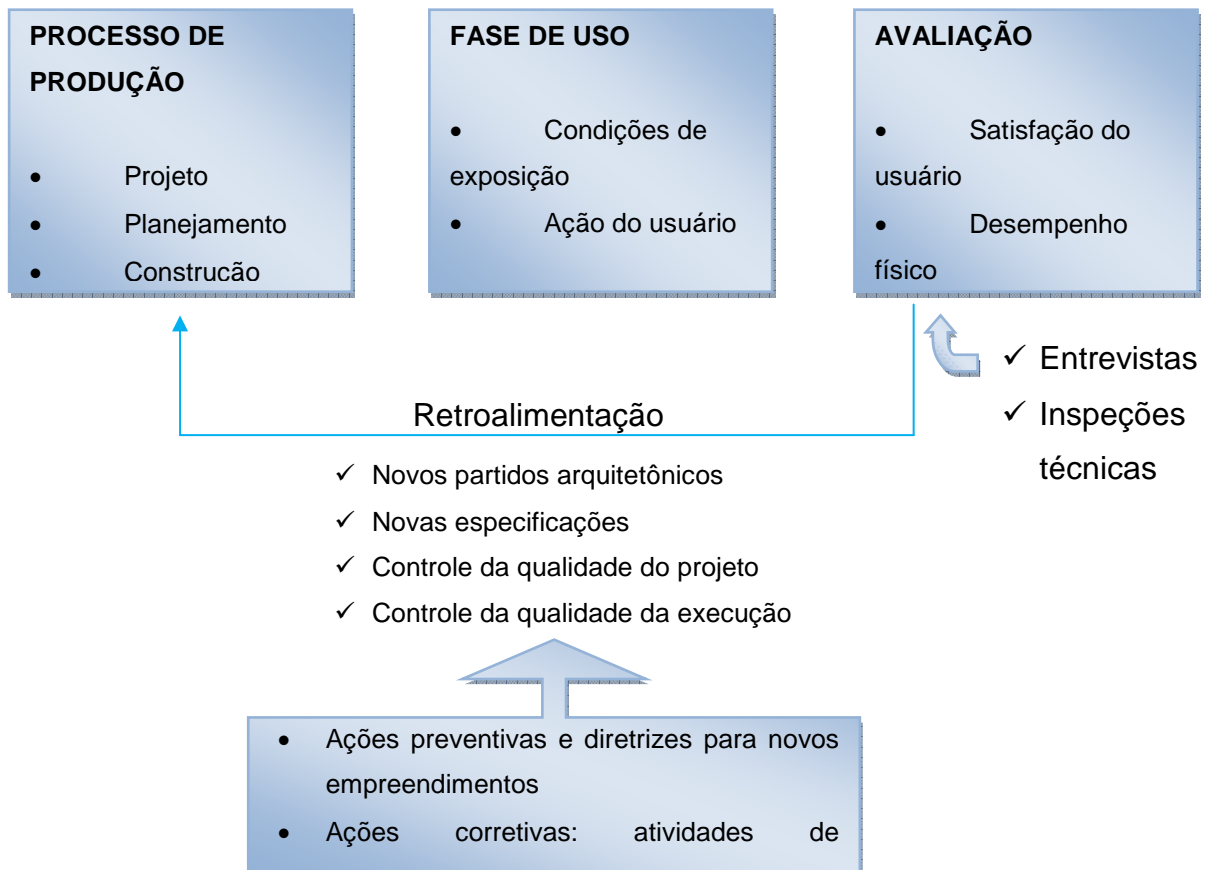 PROCESSO DE
PRODUÇÃO
• Projeto
• Planejamento
• Construção
FASE DE USO
• Condições de
exposição
• Ação do usuário
AVALIAÇÃO
• Satisfação do
usuário
• Desempenho
físico
✓ Entrevistas
✓ Inspeções
técnicas
Retroalimentação
✓ Novos partidos arquitetônicos
✓ Novas especificações
✓ Controle da qualidade do projeto
✓ Controle da qualidade da execução
• Ações preventivas e diretrizes para novos
empreendimentos
• Ações corretivas: atividades de